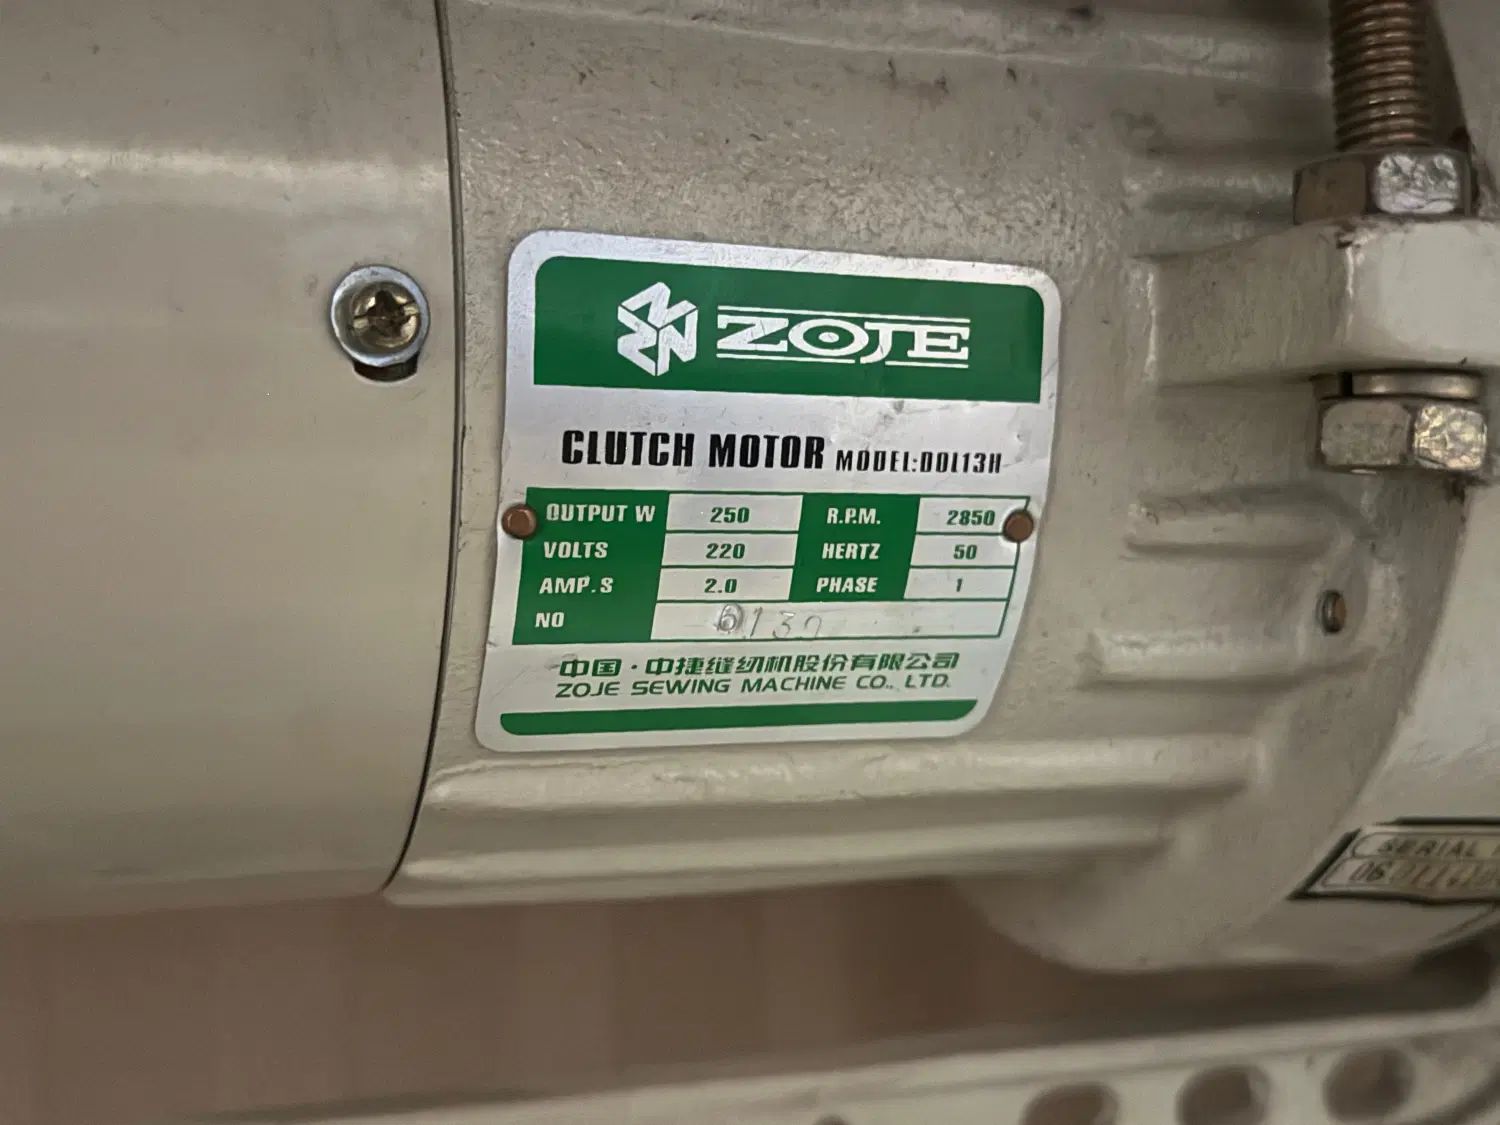 ZOJE
CLUTCH MOTOR MODEL:DOL13H
OUTPUT W 250 R.P.M. 2850
VOLTS 220 HERTZ 50
AMP.S 2.0 PHASE 1
NO
中国·中捷缝纫机股份有限公司
ZOJE SEWING MACHINE CO., LTD.
SERIAL